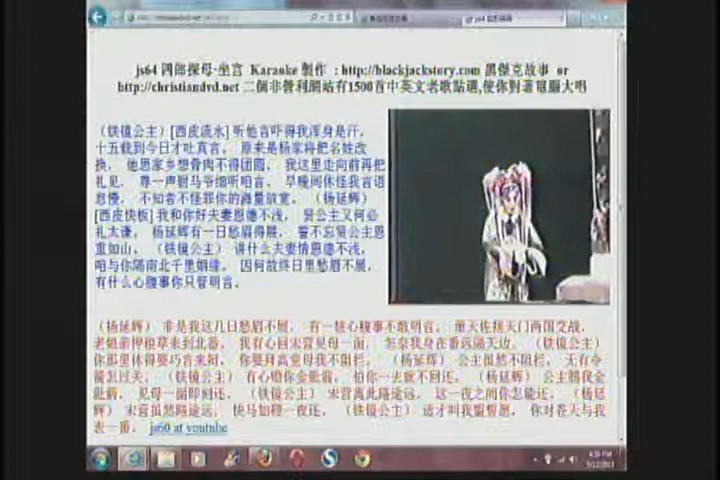 js64 四郎探母-坐宫 Karaoke 製作 : http://blackjackstory.com 黑傑克故事 or
http://christiandvd.net 二個非營利網站有1500首中英文老歌點選,使你對著電腦大唱
（铁镜公主）[西皮流水] 听他言吓得我浑身是汗，
十五载到今日才吐真言。 原来是杨家将把名姓改
换， 他思家乡想骨肉不得团圆。 我这里走向前再把
礼见， 尊一声驸马爷细听咱言。 早晚间休怪我言语
怠慢， 不知者不怪罪你的海量放宽。 （杨延辉）
[西皮快板] 我和你好夫妻恩德不浅， 贤公主又何必
礼太谦。 杨延辉有一日愁眉得展， 誓不忘贤公主恩
重如山。 （铁镜公主） 讲什么夫妻情恩德不浅，
咱与你隔南北千里姻缘。 因何故终日里愁眉不展，
有什么心腹事你只管明言。
（杨延辉） 非是我这几日愁眉不展， 有一桩心腹事不敢明言。 萧天佐摆天门两国交战，
老娘亲押粮草来到北番。 我有心回宋营见母一面， 怎奈我身在番远隔天边。 （铁镜公主）
你那里休得要巧言来辩， 你要拜高堂母我不阻拦。 （杨延辉） 公主虽然不阻拦， 无有令
箭怎过关。 （铁镜公主） 有心赠你金鈚箭， 怕你一去就不回还。 （杨延辉） 公主赐我金
鈚箭， 见母一面即刻还。 （铁镜公主） 宋营离此路途远， 这一夜之间你怎能还。 （杨延
辉） 宋营虽然路途远， 快马加鞭一夜还。 （铁镜公主） 适才叫我盟誓愿， 你对苍天与我
表一番。 js60 at youtube